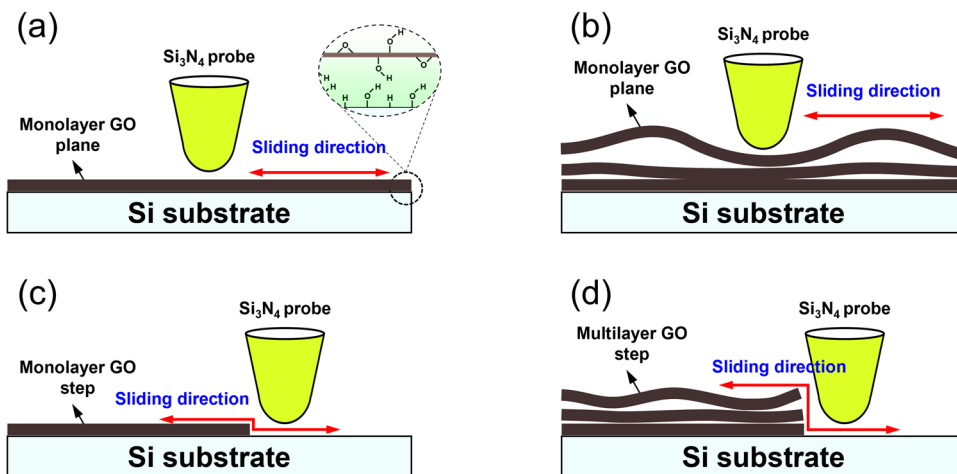 (a)
Si3N4 probe
Monolayer GO
plane
Sliding direction
O
O
H
O
O
H
H
H
H
O
H
H
O
H
Si substrate
(b)
Si3N4 probe
Monolayer GO
plane
Sliding direction
Si substrate
(c)
Si3N4 probe
Monolayer GO
step
Sliding direction
Si substrate
(d)
Si3N4 probe
Multilayer GO
step
Sliding direction
Si substrate